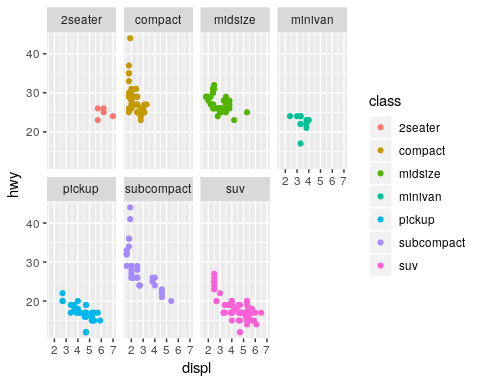 2seater compact midsize minivan
40
30
20
2 3 4 5 6 7
pickup subcompact suv
40
30
20
2 3 4 5 6 7 2 3 4 5 6 7 2 3 4 5 6 7
displ
hwy
class
2seater
compact
midsize
minivan
pickup
subcompact
suv